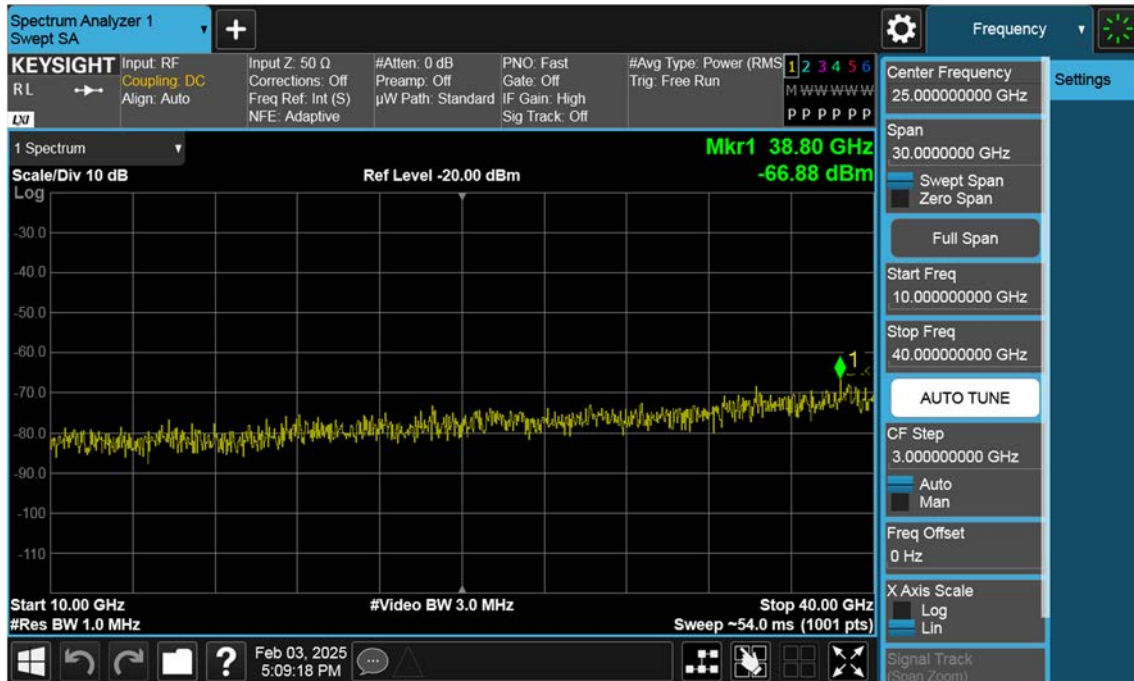 Spectrum Analyzer 1
Swept SA
Frequency
KEYSIGHT
R L
LXI
Input: RF
Coupling: DC
Align: Auto
Input Z: 50 Ω
Corrections: Off
Freq Ref: Int (S)
NFE: Adaptive
#Atten: 0 dB
Preamp: Off
µW Path: Standard
PNO: Fast
Gate: Off
IF Gain: High
Sig Track: Off
#Avg Type: Power (RMS
Trig: Free Run
1 2 3 4 5 6
M W W W W W
P P P P P P
1 Spectrum
Mkr1 38.80 GHz
Scale/Div 10 dB
Ref Level -20.00 dBm
-66.88 dBm
Log
-30.0
-40.0
-50.0
-60.0
-70.0
-80.0
-90.0
-100
-110
1
Start 10.00 GHz
#Video BW 3.0 MHz
Stop 40.00 GHz
#Res BW 1.0 MHz
Sweep ~54.0 ms (1001 pts)
Center Frequency
25.000000000 GHz
Settings
Span
30.0000000 GHz
Swept Span
Zero Span
Full Span
Start Freq
10.000000000 GHz
Stop Freq
40.000000000 GHz
AUTO TUNE
CF Step
3.000000000 GHz
Auto
Man
Freq Offset
0 Hz
X Axis Scale
Log
Lin
Signal Track
(Span Zoom)
?
Feb 03, 2025
5:09:18 PM